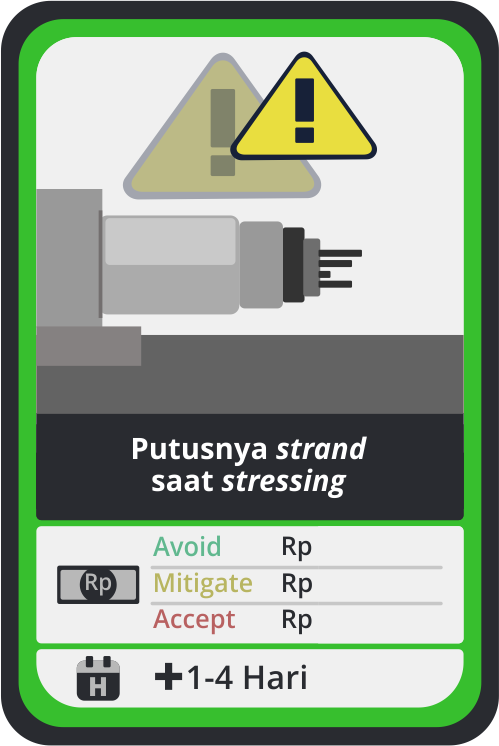 Putusnya strand
saat stressing
Avoid Rp
Rp Mitigate Rp
Accept Rp
H +1-4 Hari